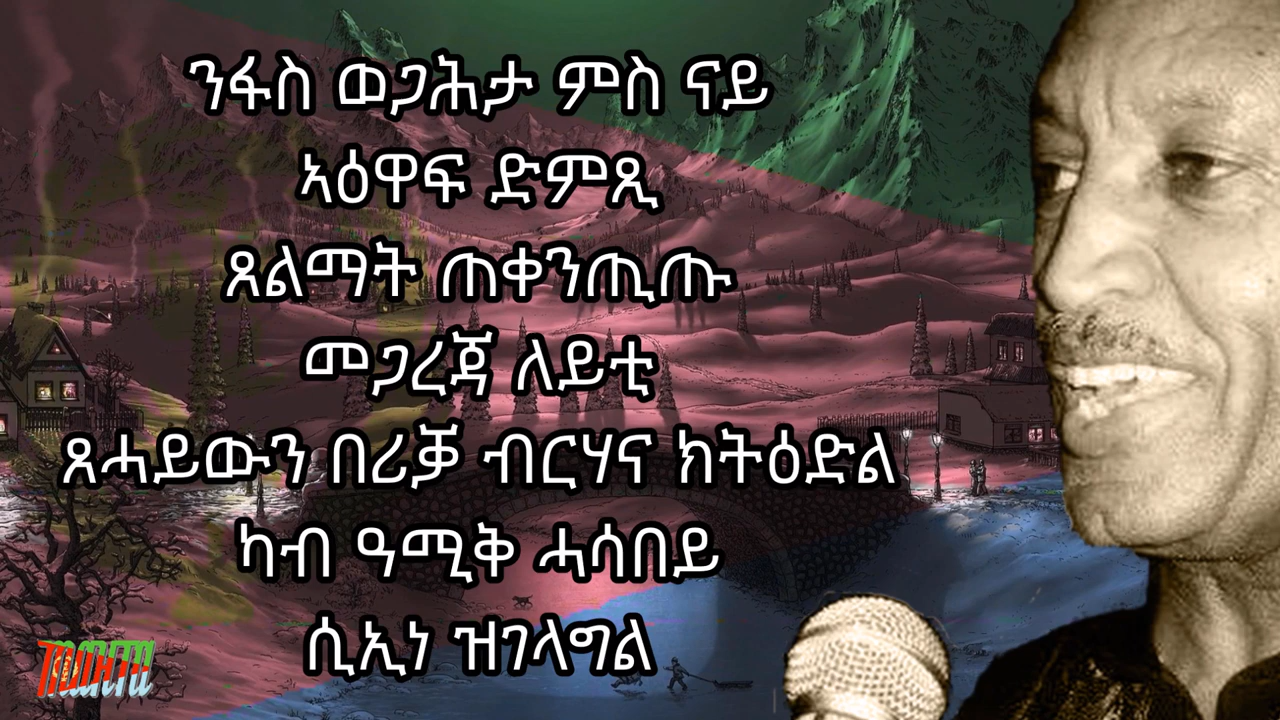 ንፋስ ወጋሕታ ምስ ናይ
ኣዕዋፍ ድምጺ
ጸልማት ጠቀንጢጡ
መጋረጃ ለይቲ
ጸሓይውን በሪቓ ብርሃና ክትዕድል
ካብ ዓሚቅ ሓሳበይ
ሲኢነ ዝገላግል